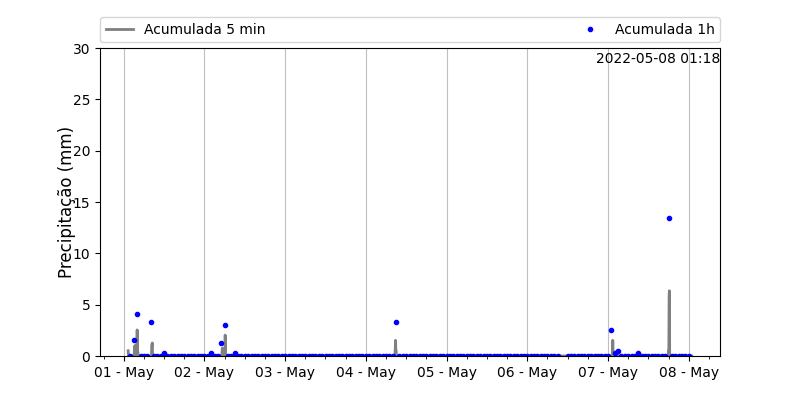 Acumulada 5 min
Acumulada 1h
30
2022-05-08 01:18
25
20
15
10
5
0
Precipitação (mm)
01 - May 02 - May 03 - May 04 - May 05 - May 06 - May 07 - May 08 - May